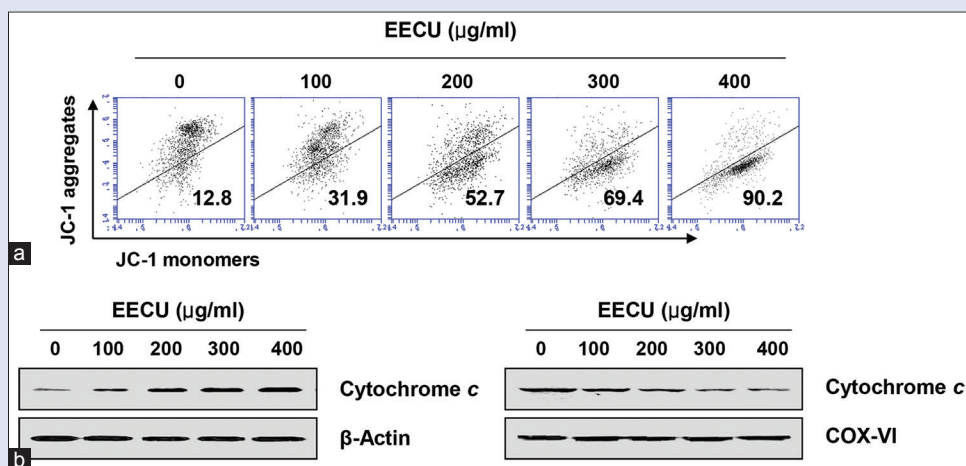 EECU (μg/ml)
0 100 200 300 400
JC-1 aggregates
12.8 31.9 52.7 69.4 90.2
a
JC-1 monomers
EECU (μg/ml)
0 100 200 300 400
Cytochrome c
β-Actin
b
EECU (μg/ml)
0 100 200 300 400
Cytochrome c
COX-VI